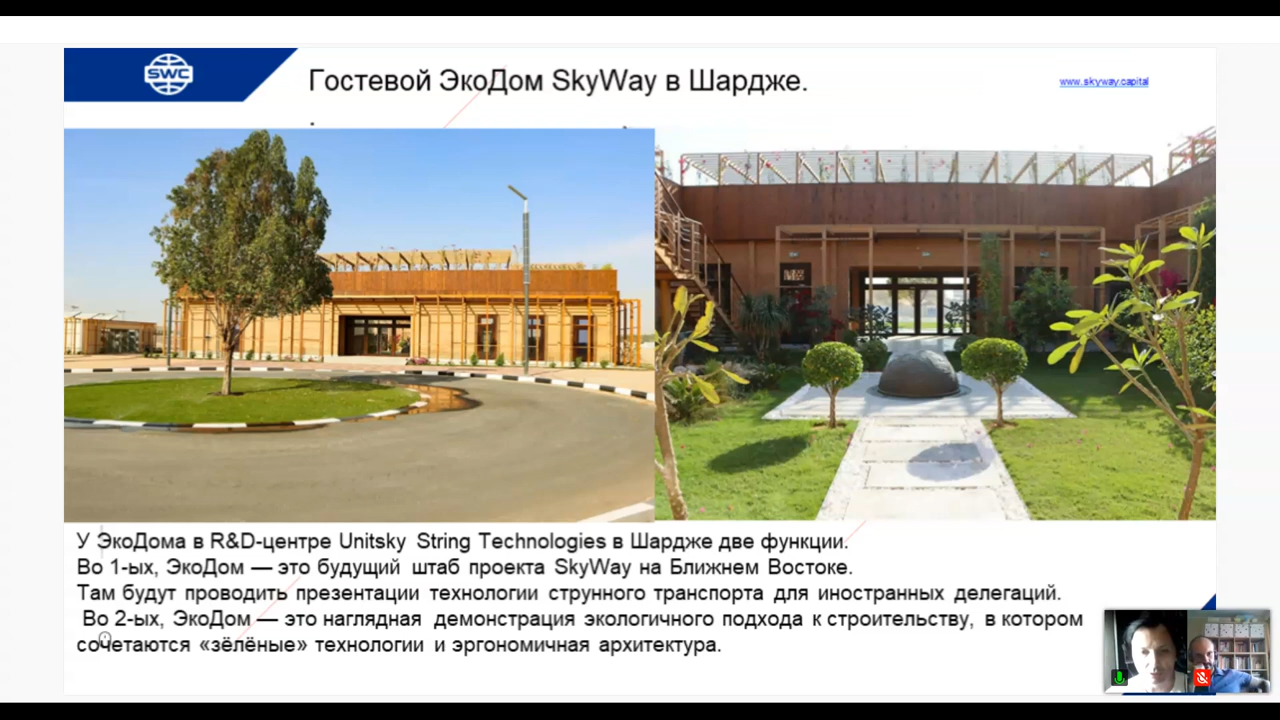 SWC
Гостевой ЭкоДом SkyWay в Шардже.
www.skyway.capital
У ЭкоДома в R&D-центре Unitsky String Technologies в Шардже две функции.
Во 1-ых, ЭкоДом — это будущий штаб проекта SkyWay на Ближнем Востоке.
Там будут проводить презентации технологии струнного транспорта для иностранных делегаций.
Во 2-ых, ЭкоДом — это наглядная демонстрация экологичного подхода к строительству, в котором
сочетаются «зелёные» технологии и эргономичная архитектура.